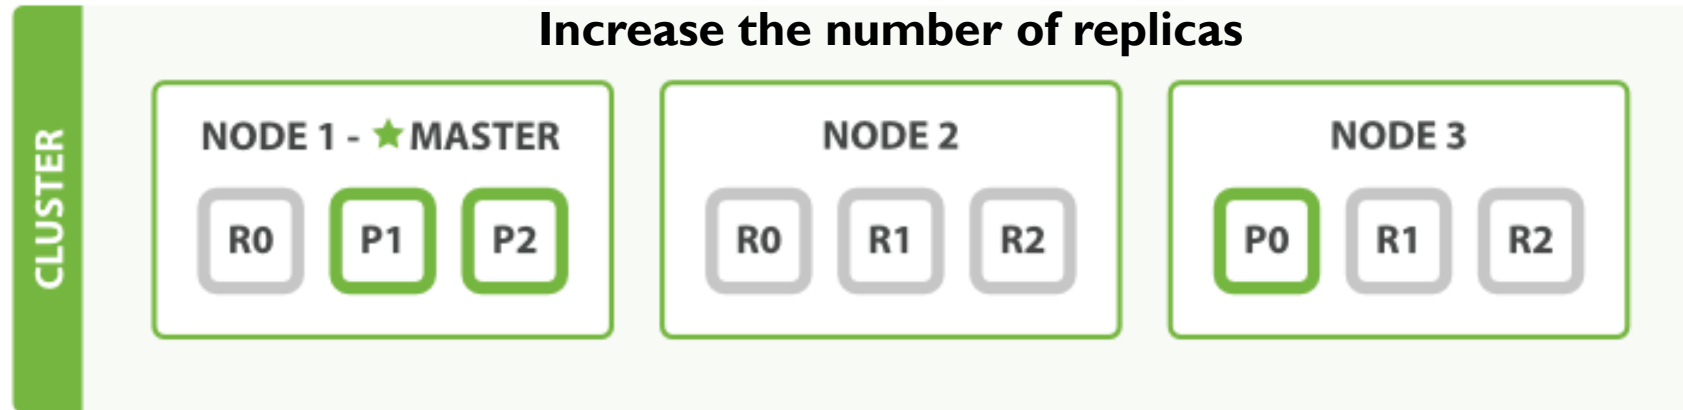 Increase the number of replicas
CLUSTER
NODE 1 - ★ MASTER
R0 P1 P2
NODE 2
R0 R1 R2
NODE 3
P0 R1 R2